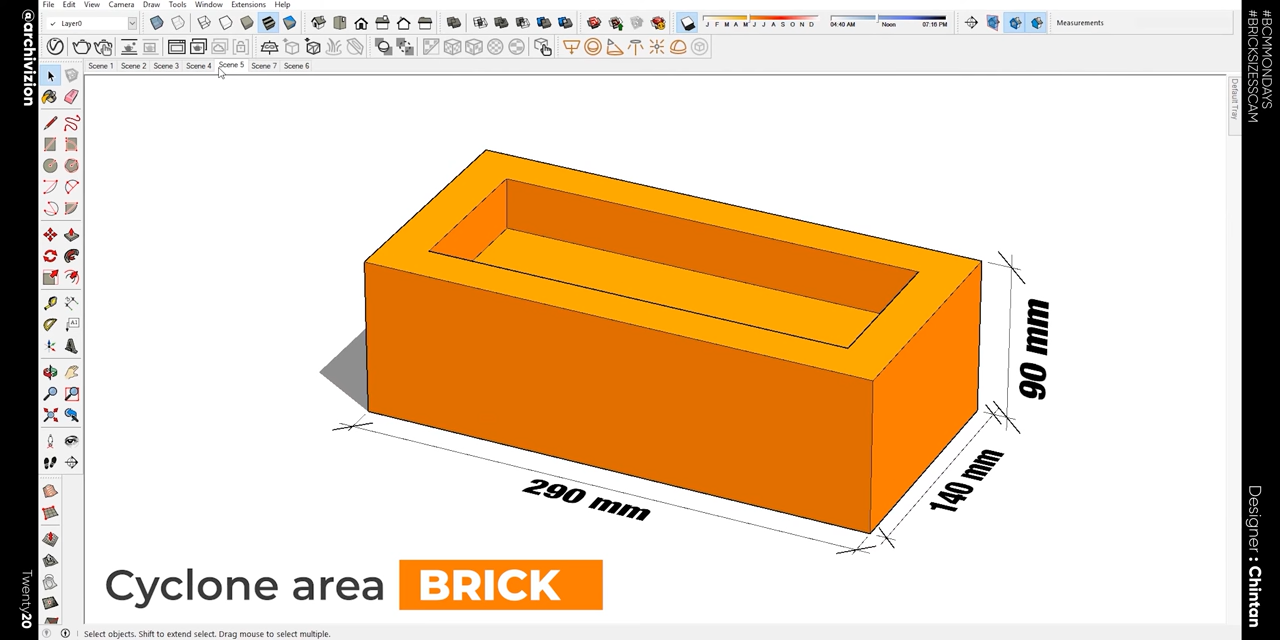 File Edit View Camera Draw Tools Window Extensions Help
Layer0
J F M A M J J A S O N D
04:40 AM Noon 07:16 PM
Measurements
Scene 1 Scene 2 Scene 3 Scene 4 Scene 5 Scene 7 Scene 6
@archivizion
Twenty20
#BCMMONDAYS
#BRICKSIZESSCAM
Default Tray
90 mm
140 mm
290 mm
Cyclone area BRICK
Designer : Chintan
Select objects. Shift to extend select. Drag mouse to select multiple.